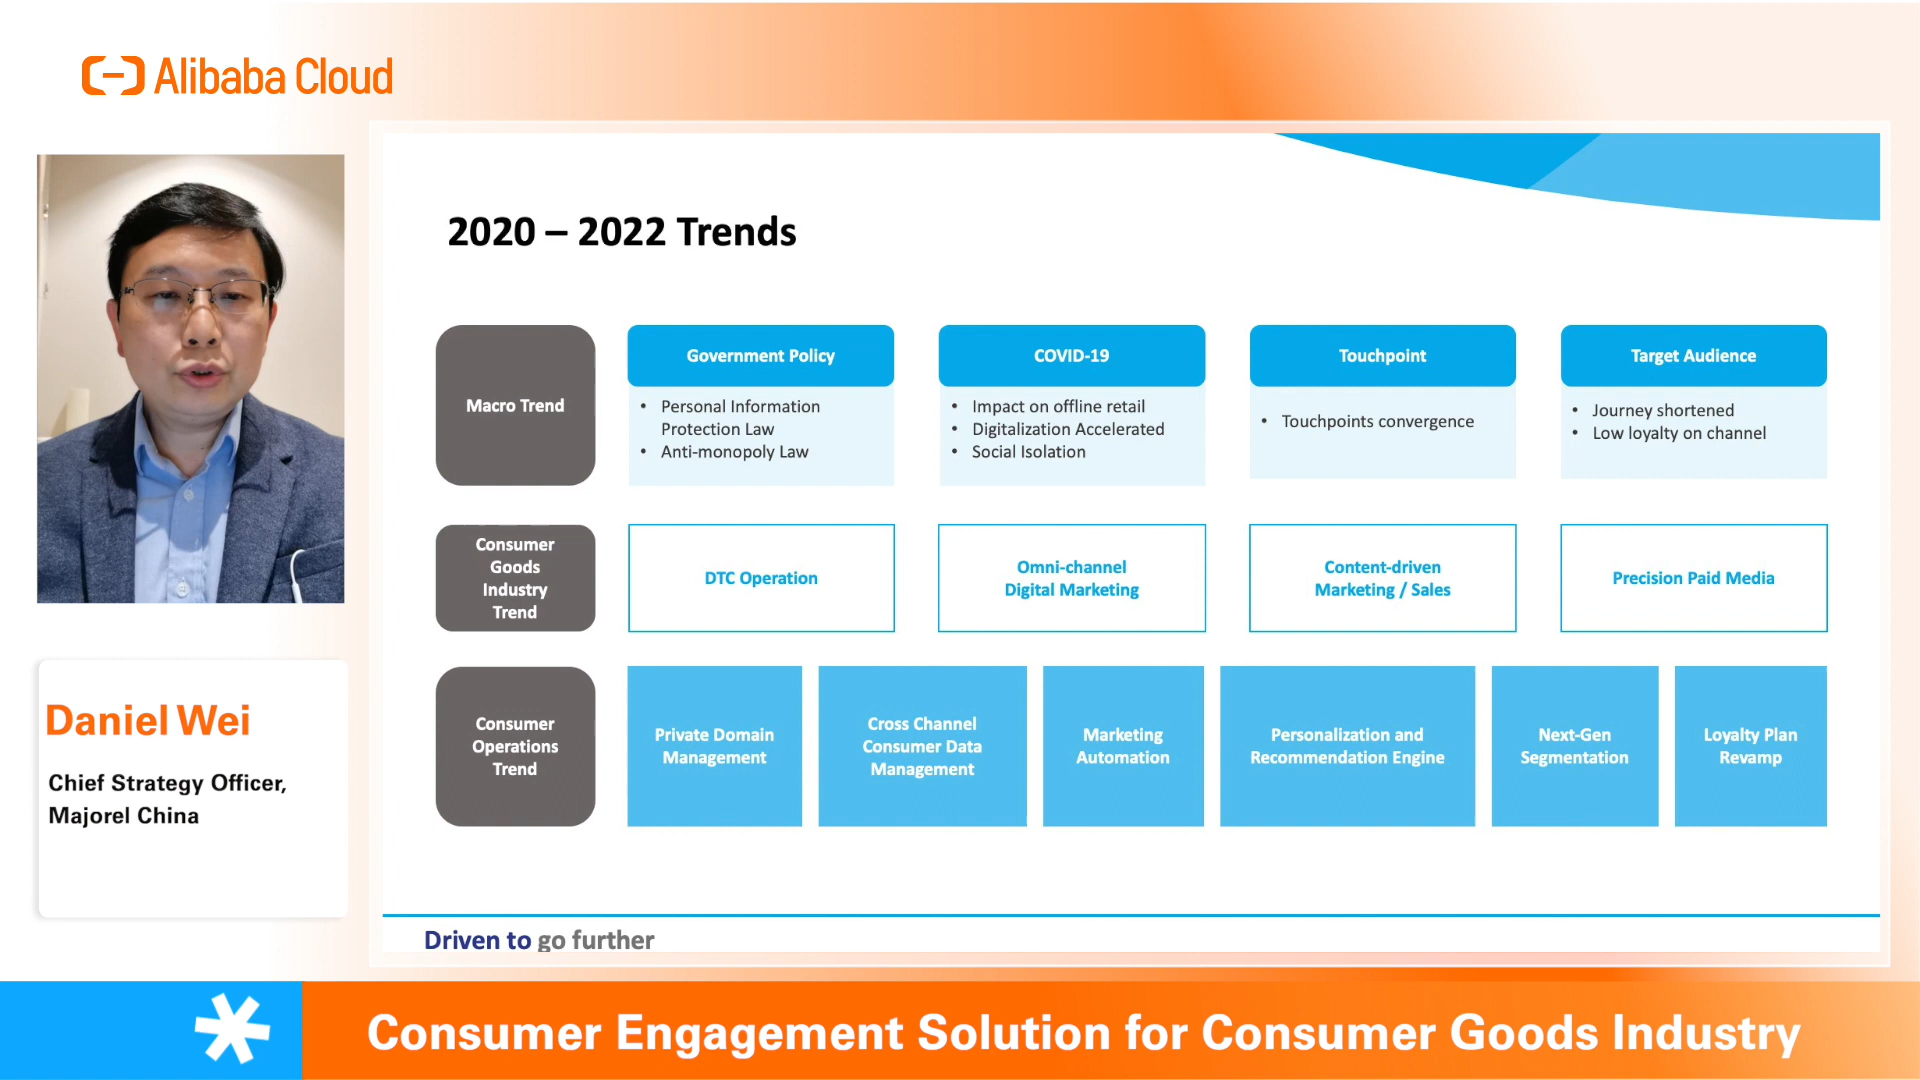 Alibaba Cloud
2020 – 2022 Trends
Macro Trend
Government Policy
• Personal Information
Protection Law
• Anti-monopoly Law
COVID-19
• Impact on offline retail
• Digitalization Accelerated
• Social Isolation
Touchpoint
• Touchpoints convergence
Target Audience
• Journey shortened
• Low loyalty on channel
Consumer
Goods
Industry
Trend
DTC Operation
Omni-channel
Digital Marketing
Content-driven
Marketing / Sales
Precision Paid Media
Consumer
Operations
Trend
Private Domain
Management
Cross Channel
Consumer Data
Management
Marketing
Automation
Personalization and
Recommendation Engine
Next-Gen
Segmentation
Loyalty Plan
Revamp
Driven to go further
Daniel Wei
Chief Strategy Officer,
Majorel China
Consumer Engagement Solution for Consumer Goods Industry